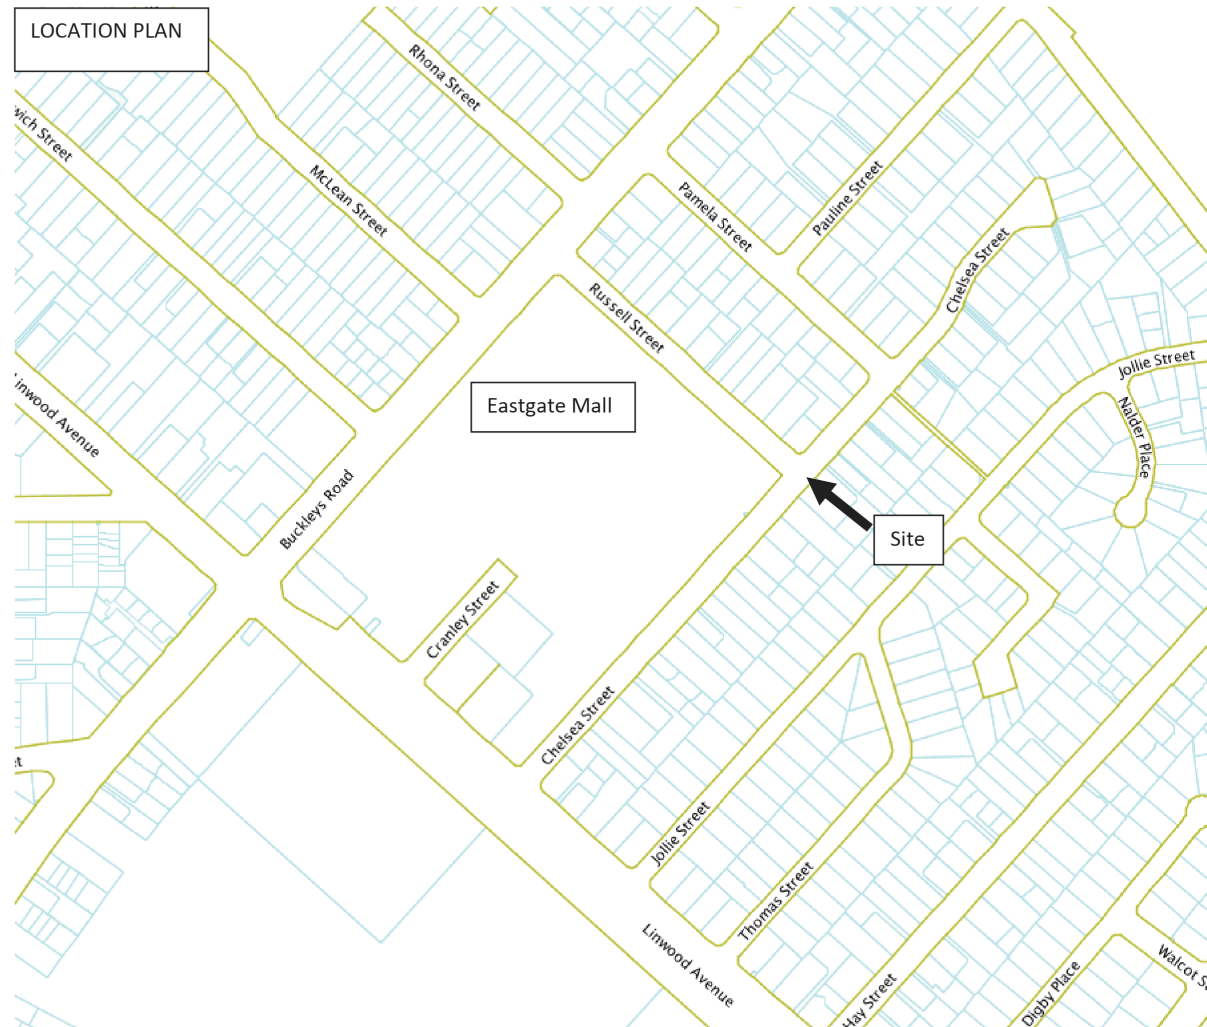 LOCATION PLAN
Rhona Street
wich Street
McLean Street
Pamela Street
Pauline Street
Chelsea Street
Russell Street
Jollie Street
Nalder Place
Linwood Avenue
Eastgate Mall
Buckleys Road
Site
Cranley Street
Chelsea Street
et
Jollie Street
Thomas Street
Linwood Avenue
Hay Street
Digby Place
Walcot S